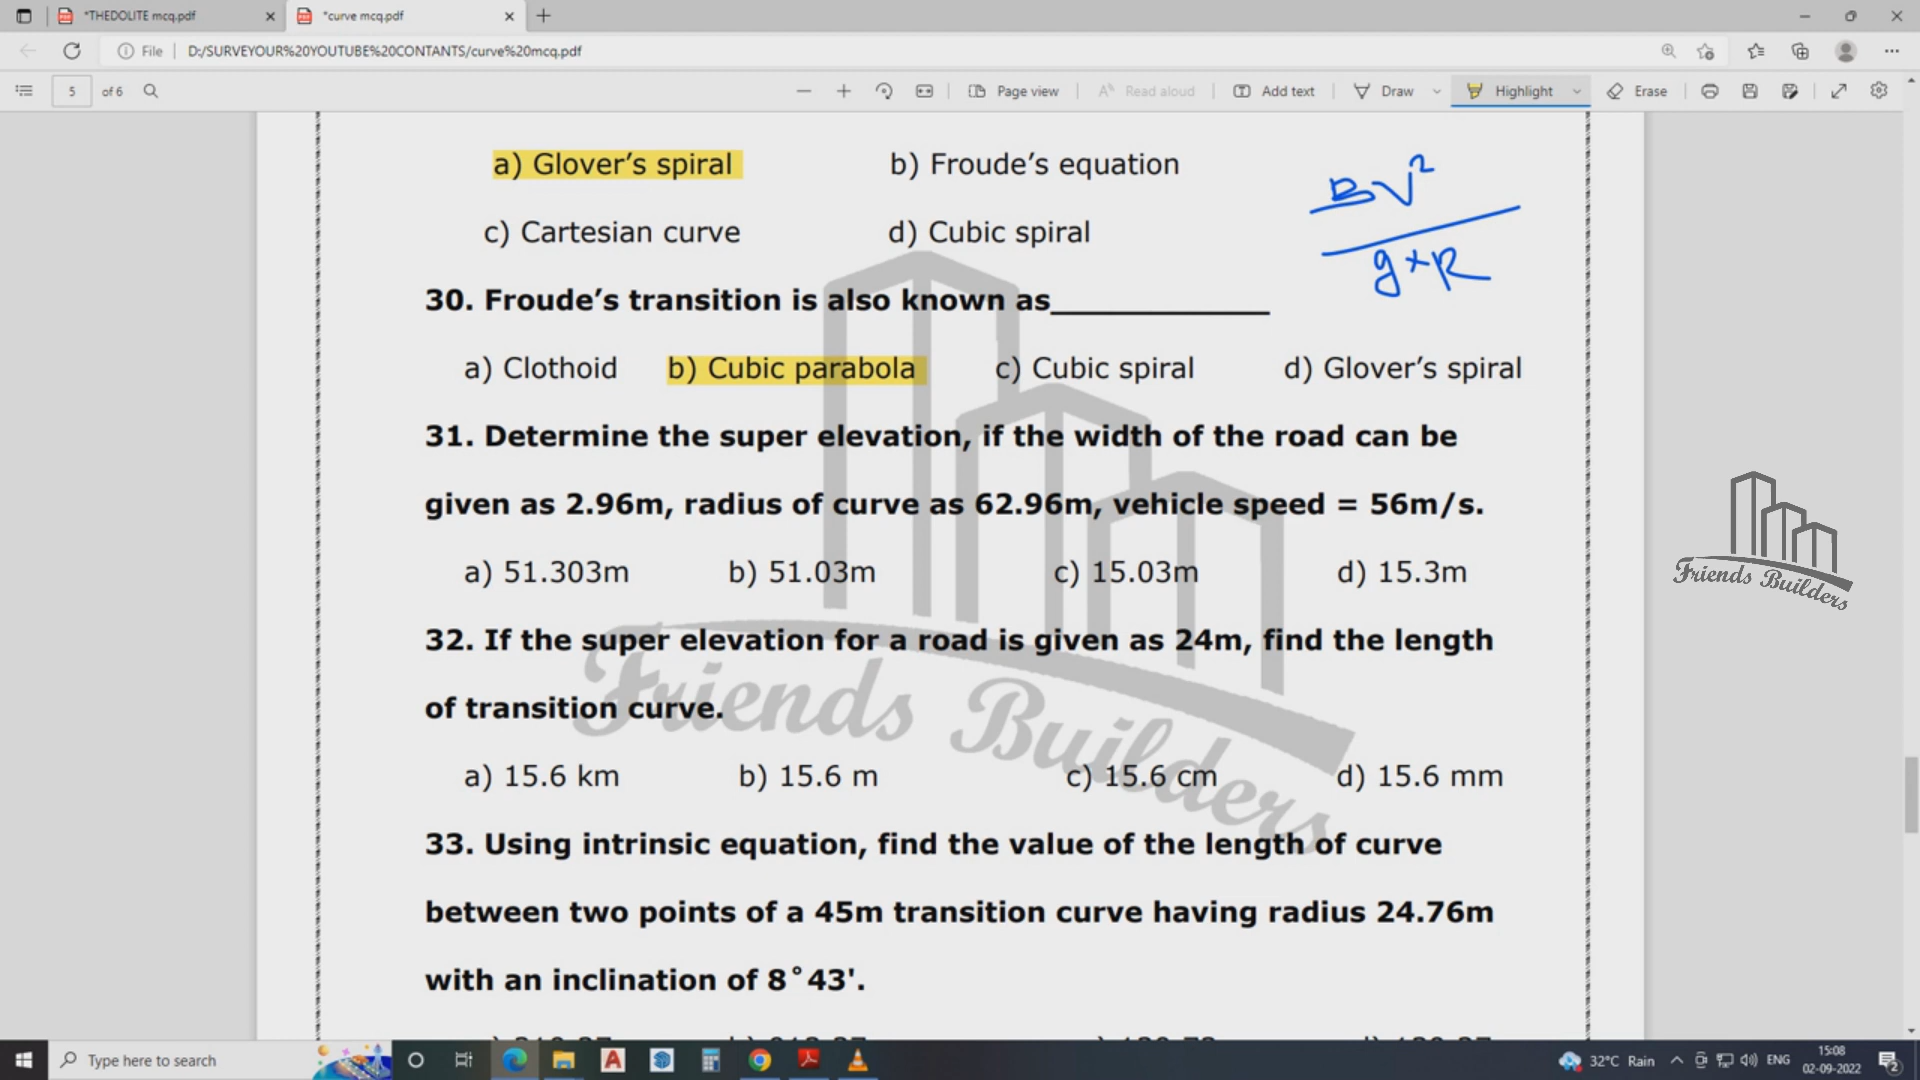 *THEDOLITE mcq.pdf
*curve mcq.pdf
File D:/SURVEYOUR%20YOUTUBE%20CONTANTS/curve%20mcq.pdf
5 of 6 Page view Read aloud Add text Draw Highlight Erase
a) Glover's spiral b) Froude's equation
c) Cartesian curve d) Cubic spiral
BV²
g×R
30. Froude's transition is also known as____________
a) Clothoid b) Cubic parabola c) Cubic spiral d) Glover's spiral
31. Determine the super elevation, if the width of the road can be
given as 2.96m, radius of curve as 62.96m, vehicle speed = 56m/s.
a) 51.303m b) 51.03m c) 15.03m d) 15.3m
32. If the super elevation for a road is given as 24m, find the length
of transition curve.
a) 15.6 km b) 15.6 m c) 15.6 cm d) 15.6 mm
33. Using intrinsic equation, find the value of the length of curve
between two points of a 45m transition curve having radius 24.76m
with an inclination of 8°43'.
Friends Builders
Friends Builders
Type here to search
32°C Rain ENG 15:08
02-09-2022
2